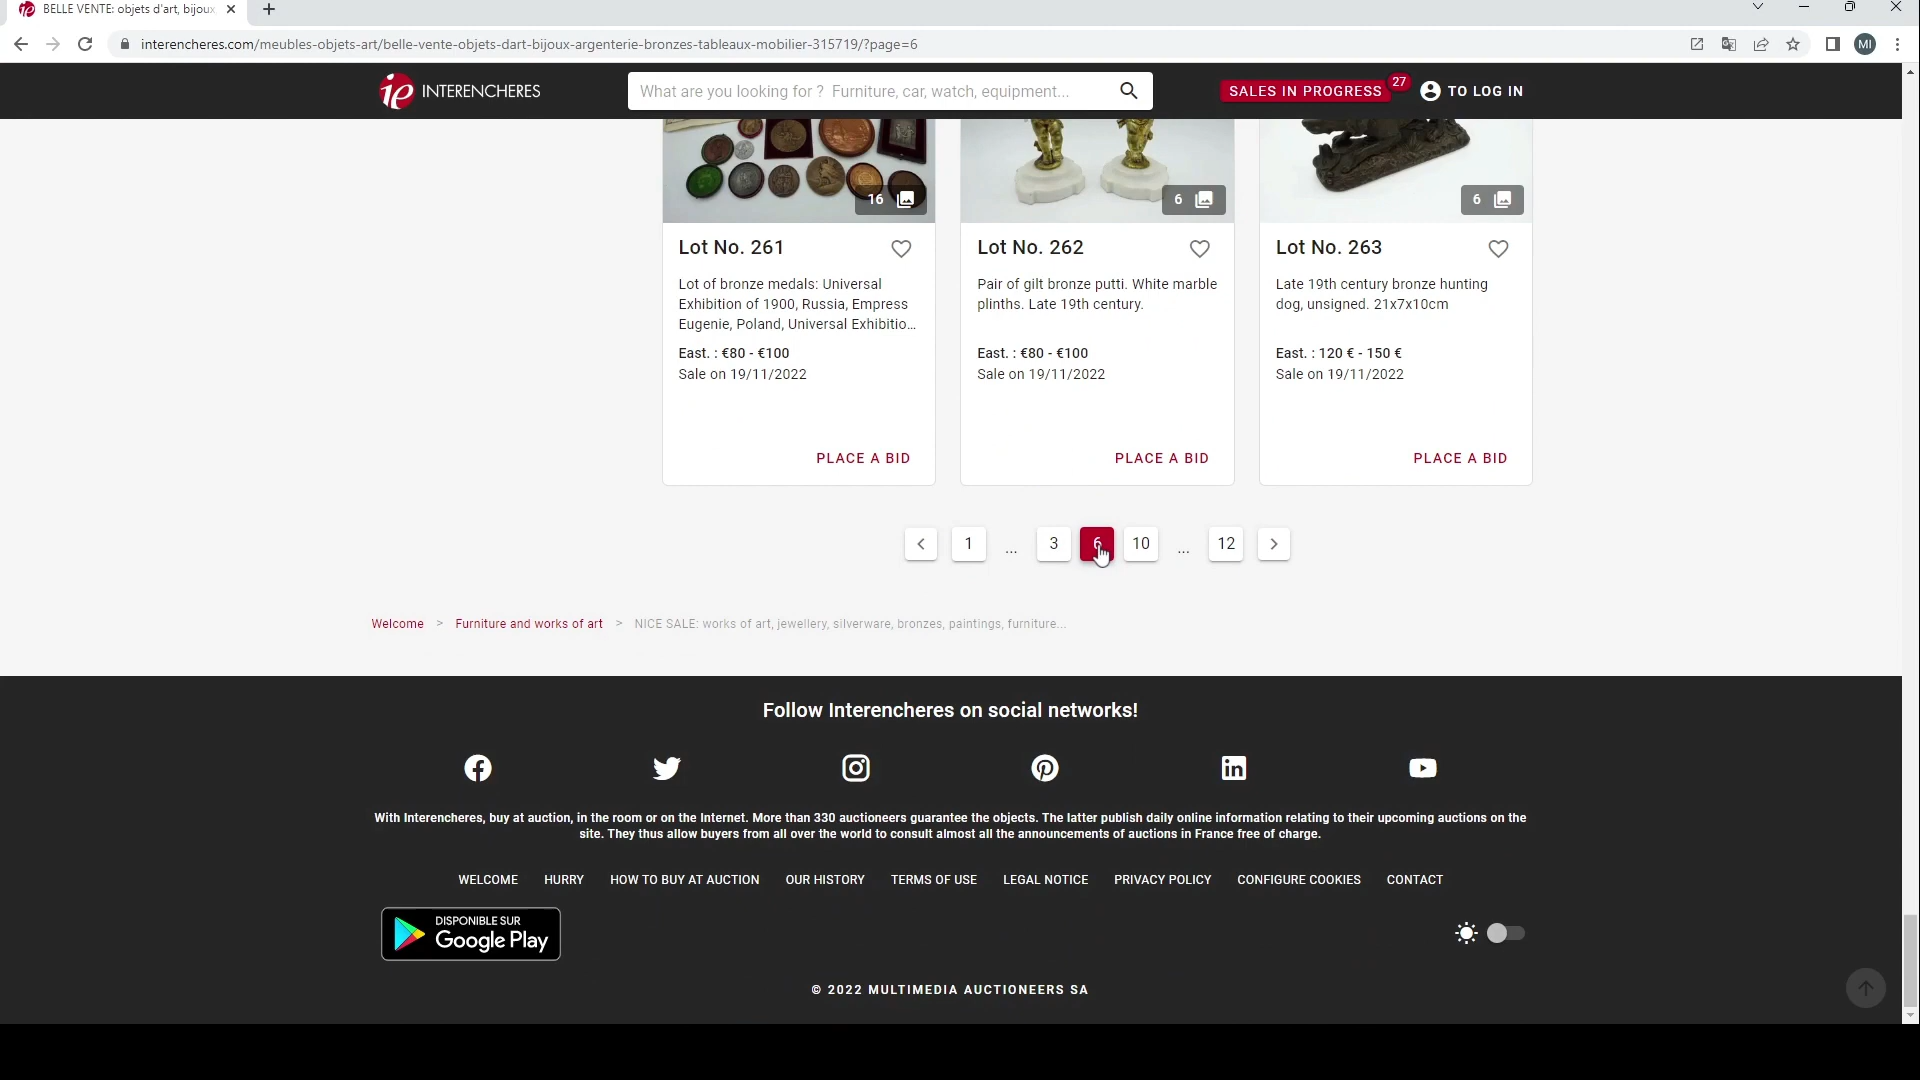 BELLE VENTE: objets d'art, bijoux
interencheres.com/meubles-objets-art/belle-vente-objets-dart-bijoux-argenterie-bronzes-tableaux-mobilier-315719/?page=6
MI
ie INTERENCHERES
What are you looking for ? Furniture, car, watch, equipment...
SALES IN PROGRESS
27
TO LOG IN
16
6
6
Lot No. 261
Lot of bronze medals: Universal
Exhibition of 1900, Russia, Empress
Eugenie, Poland, Universal Exhibitio...
East. : €80 - €100
Sale on 19/11/2022
PLACE A BID
Lot No. 262
Pair of gilt bronze putti. White marble
plinths. Late 19th century.
East. : €80 - €100
Sale on 19/11/2022
PLACE A BID
Lot No. 263
Late 19th century bronze hunting
dog, unsigned. 21x7x10cm
East. : 120 € - 150 €
Sale on 19/11/2022
PLACE A BID
< 1 ... 3 6 10 ... 12 >
Welcome > Furniture and works of art > NICE SALE: works of art, jewellery, silverware, bronzes, paintings, furniture...
Follow Interencheres on social networks!
With Interencheres, buy at auction, in the room or on the Internet. More than 330 auctioneers guarantee the objects. The latter publish daily online information relating to their upcoming auctions on the
site. They thus allow buyers from all over the world to consult almost all the announcements of auctions in France free of charge.
WELCOME HURRY HOW TO BUY AT AUCTION OUR HISTORY TERMS OF USE LEGAL NOTICE PRIVACY POLICY CONFIGURE COOKIES CONTACT
DISPONIBLE SUR
Google Play
© 2022 MULTIMEDIA AUCTIONEERS SA